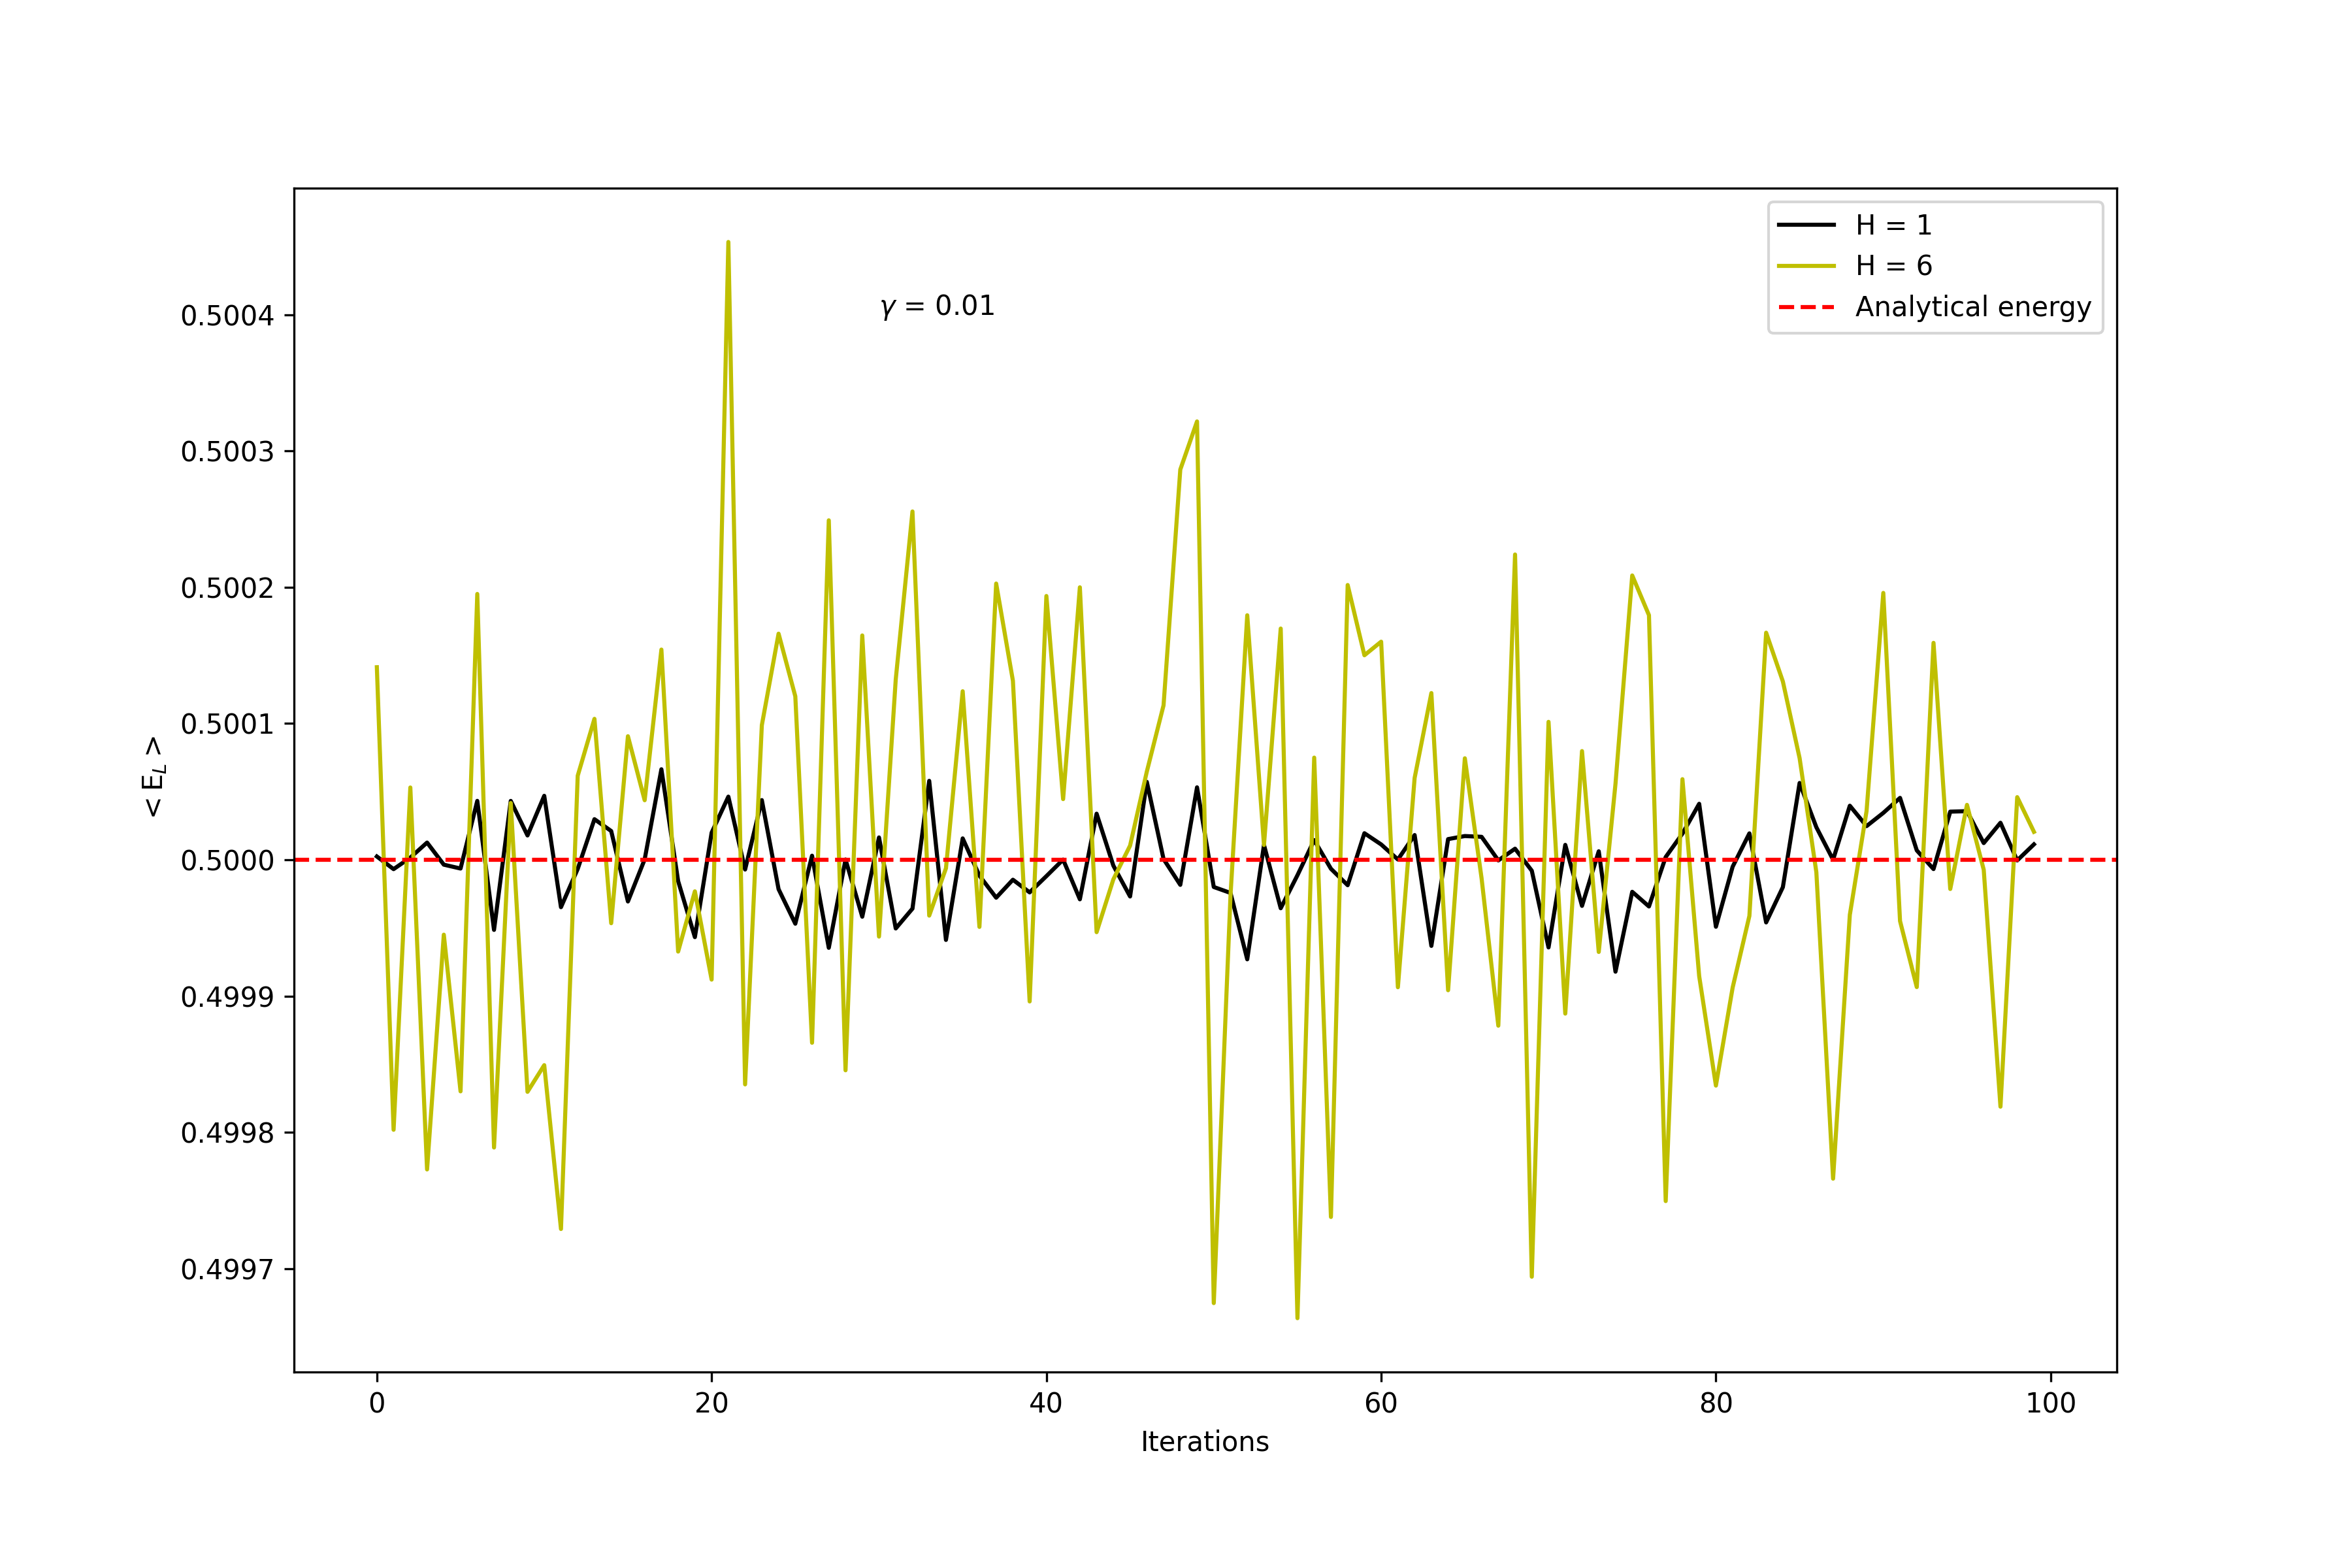 H = 1
H = 6
Analytical energy
γ = 0.01
0.5004
0.5003
0.5002
0.5001
0.5000
0.4999
0.4998
0.4997
< E_L >
0 20 40 60 80 100
Iterations